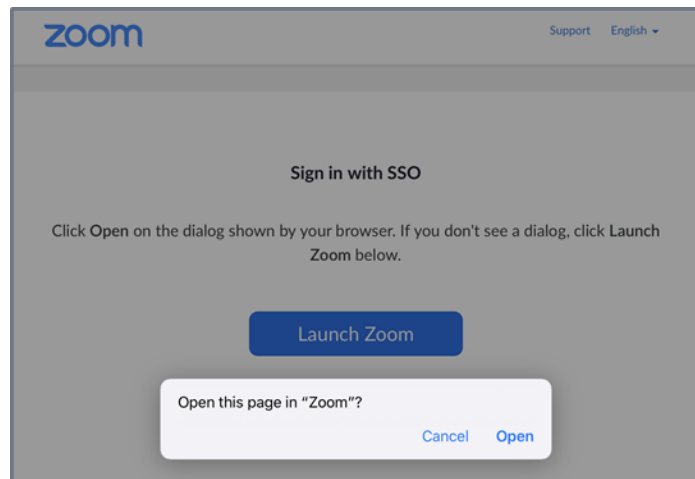 zoom
Support English
Sign in with SSO
Click Open on the dialog shown by your browser. If you don't see a dialog, click Launch
Zoom below.
Launch Zoom
Open this page in “Zoom”?
Cancel Open